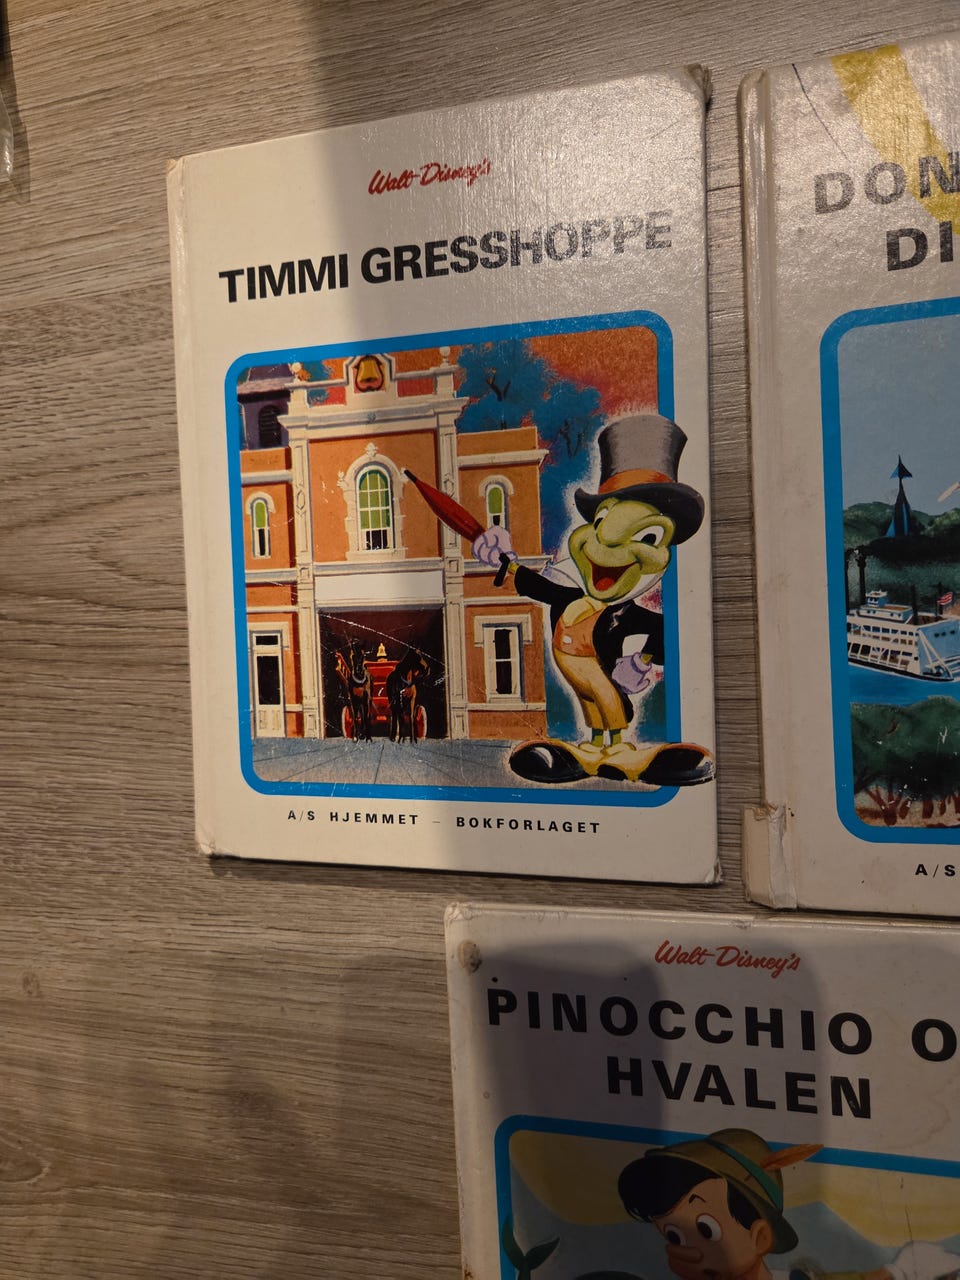 Walt Disney's
TIMMI GRESSHOPPE
A/S HJEMMET – BOKFORLAGET
DON
DI
A/S
Walt Disney's
PINOCCHIO O
HVALEN